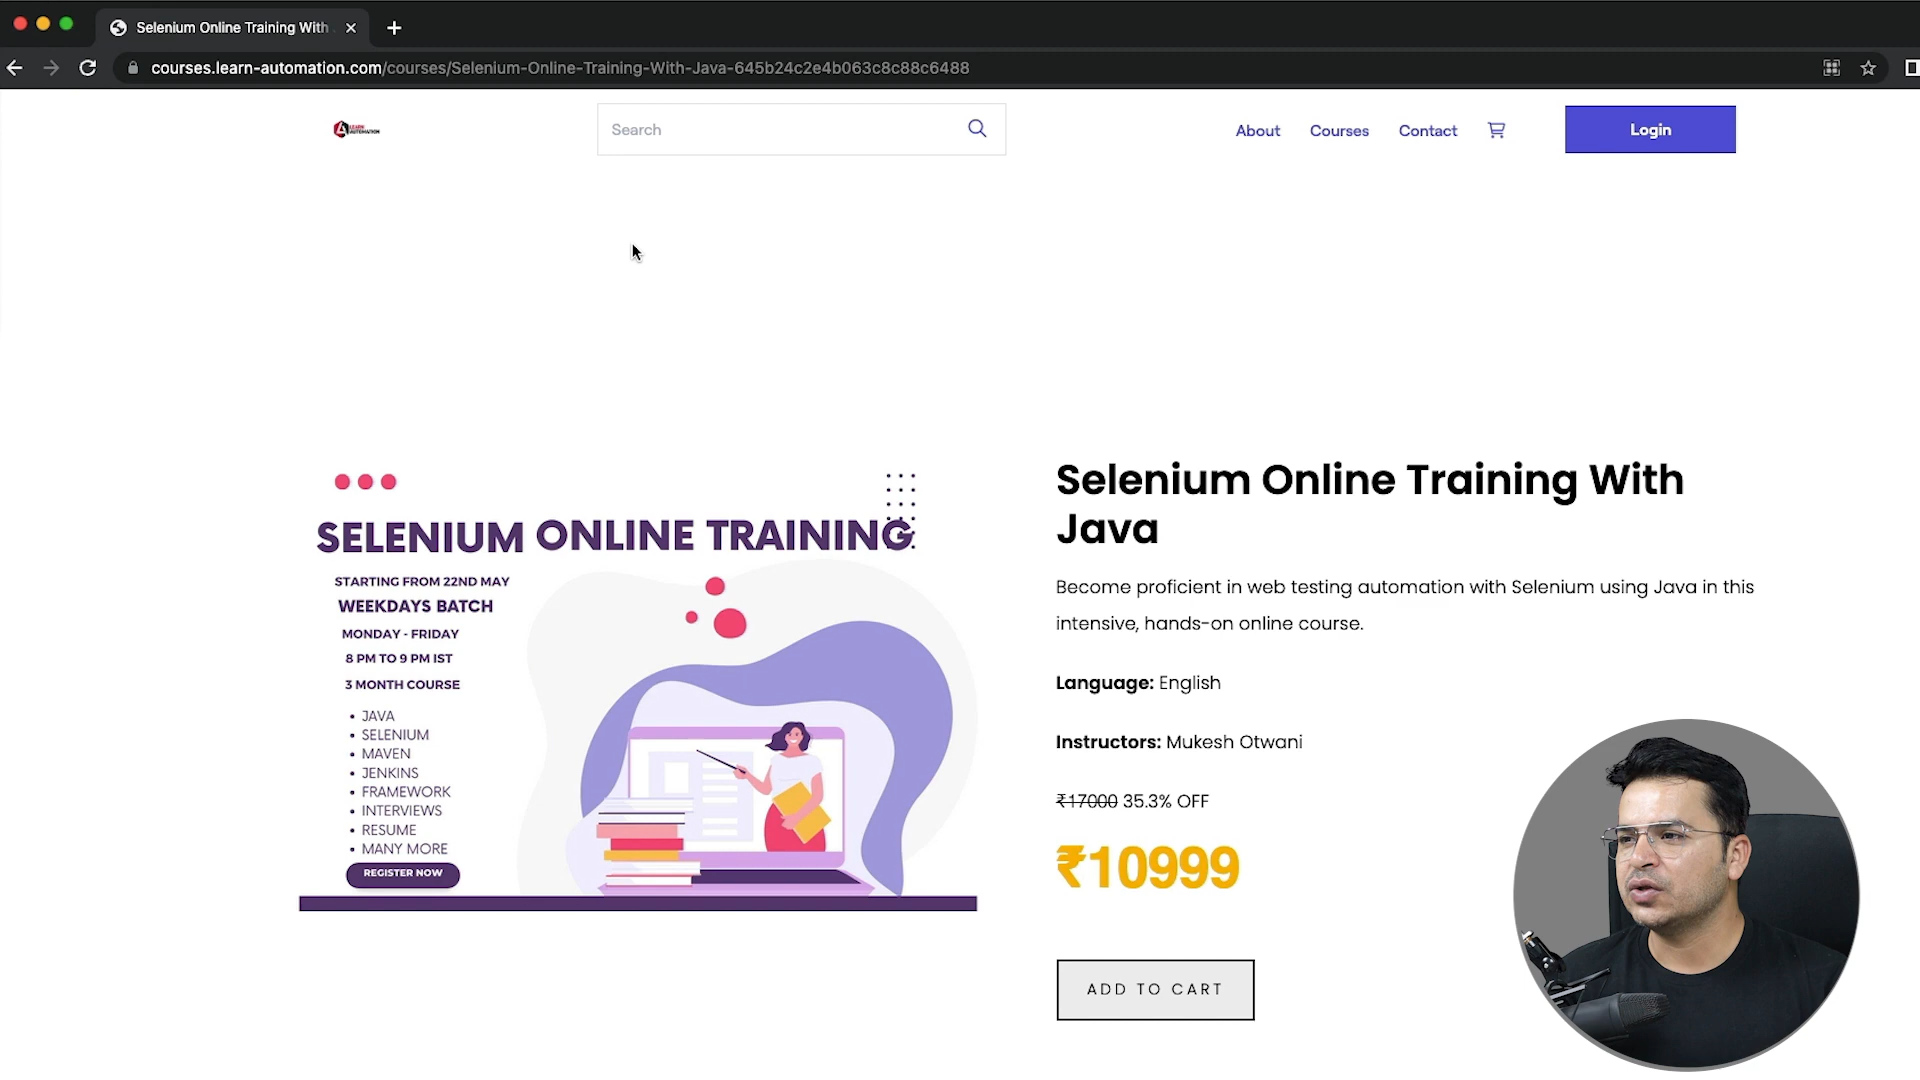 Selenium Online Training With
courses.learn-automation.com/courses/Selenium-Online-Training-With-Java-645b24c2e4b063c8c88c6488
LEARN
AUTOMATION
Search
About
Courses
Contact
Login
SELENIUM ONLINE TRAINING
STARTING FROM 22ND MAY
WEEKDAYS BATCH
MONDAY - FRIDAY
8 PM TO 9 PM IST
3 MONTH COURSE
• JAVA
• SELENIUM
• MAVEN
• JENKINS
• FRAMEWORK
• INTERVIEWS
• RESUME
• MANY MORE
REGISTER NOW
Selenium Online Training With
Java
Become proficient in web testing automation with Selenium using Java in this
intensive, hands-on online course.
Language: English
Instructors: Mukesh Otwani
₹17000 35.3% OFF
₹10999
ADD TO CART